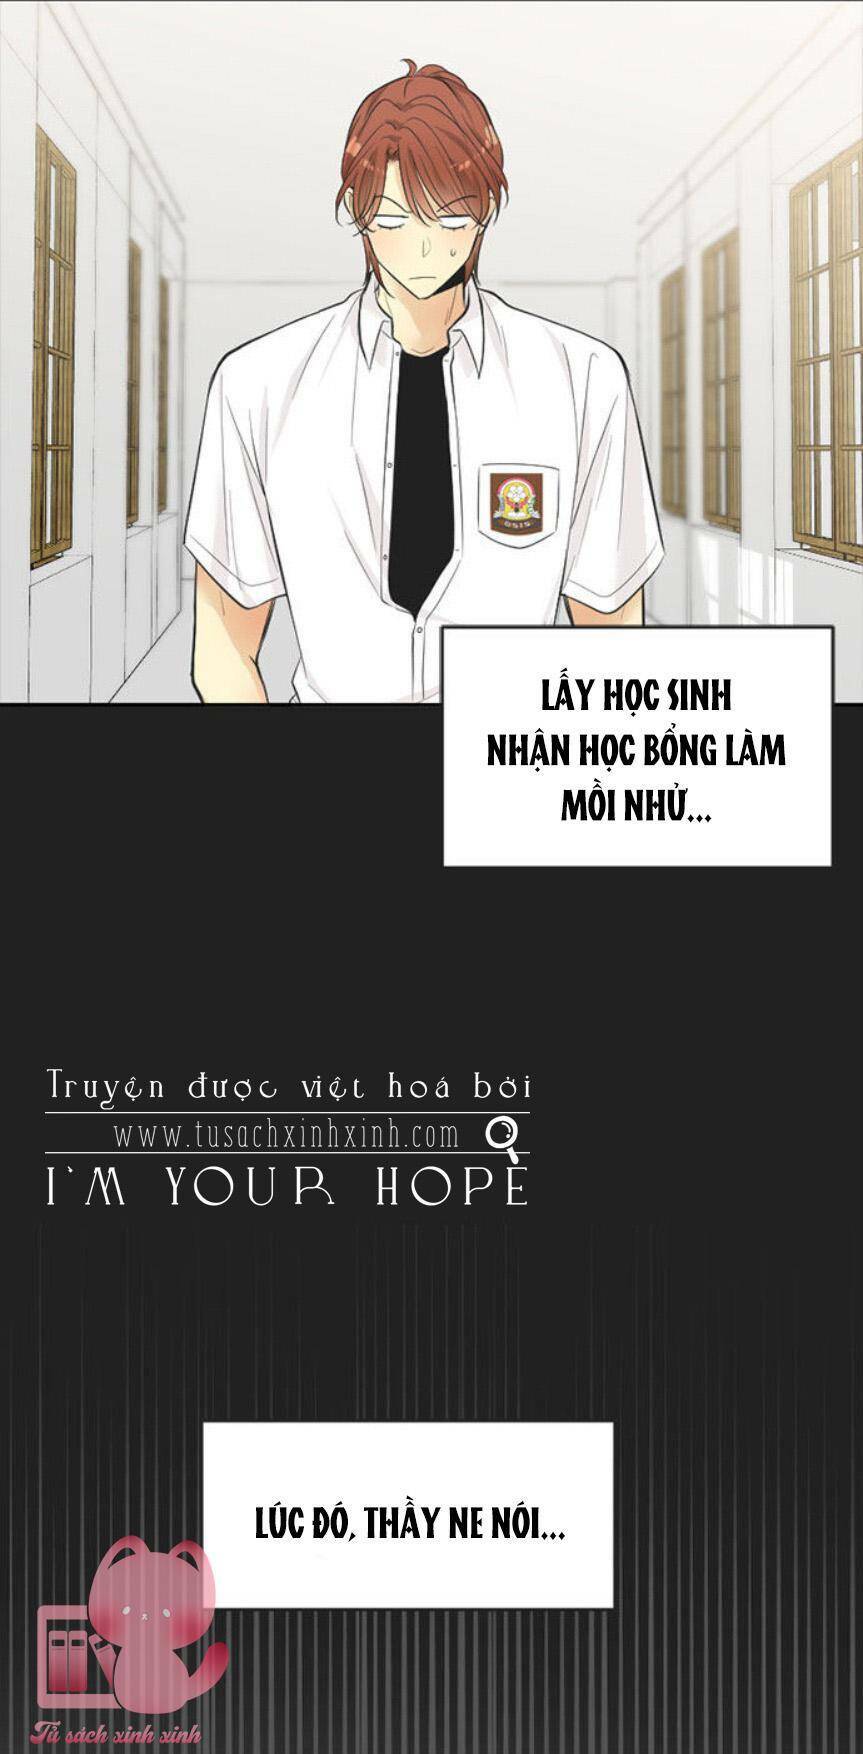 OSIS
LẤY HỌC SINH
NHẬN HỌC BỔNG LÀM
MỒI NHỬ...
Truyện được việt hoá bởi
www.tusachxinhxinh.com
I'M YOUR HOPE
LÚC ĐÓ, THẦY NE NÓI...
Tủ sách xinh xinh